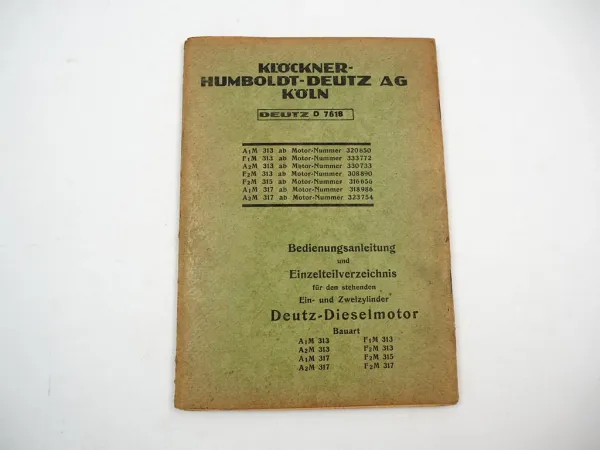 KLÖCKNER-
HUMBOLDT-DEUTZ AG
KÖLN
DEUTZ D 7618
A1M 313 ab Motor-Nummer 320650
F1M 313 ab Motor-Nummer 333772
A2M 313 ab Motor-Nummer 330733
F2M 313 ab Motor-Nummer 308890
F2M 315 ab Motor-Nummer 316656
A1M 317 ab Motor-Nummer 318986
A2M 317 ab Motor-Nummer 323754
Bedienungsanleitung
und
Einzelteilverzeichnis
für den stehenden
Ein- und Zweizylinder
Deutz-Dieselmotor
Bauart
A1M 313 F1M 313
A2M 313 F2M 313
A1M 317 F2M 315
A2M 317 F2M 317